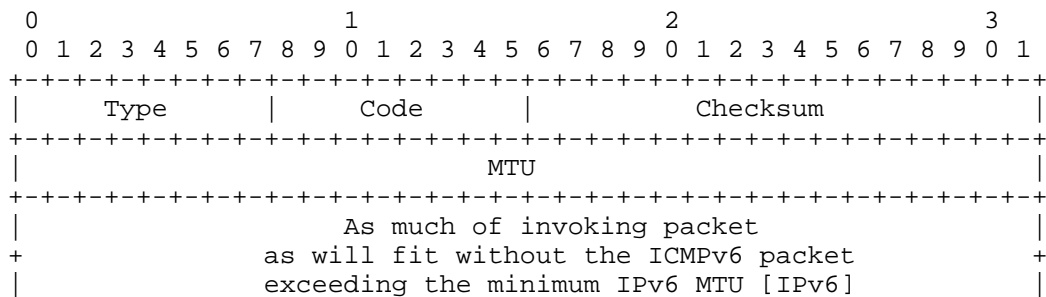 0                   1                   2                   3
 0 1 2 3 4 5 6 7 8 9 0 1 2 3 4 5 6 7 8 9 0 1 2 3 4 5 6 7 8 9 0 1
+-+-+-+-+-+-+-+-+-+-+-+-+-+-+-+-+-+-+-+-+-+-+-+-+-+-+-+-+-+-+-+-+
|     Type      |     Code      |          Checksum             |
+-+-+-+-+-+-+-+-+-+-+-+-+-+-+-+-+-+-+-+-+-+-+-+-+-+-+-+-+-+-+-+-+
|                             MTU                               |
+-+-+-+-+-+-+-+-+-+-+-+-+-+-+-+-+-+-+-+-+-+-+-+-+-+-+-+-+-+-+-+-+
|                    As much of invoking packet                 |
+               as will fit without the ICMPv6 packet           +
|               exceeding the minimum IPv6 MTU [IPv6]           |